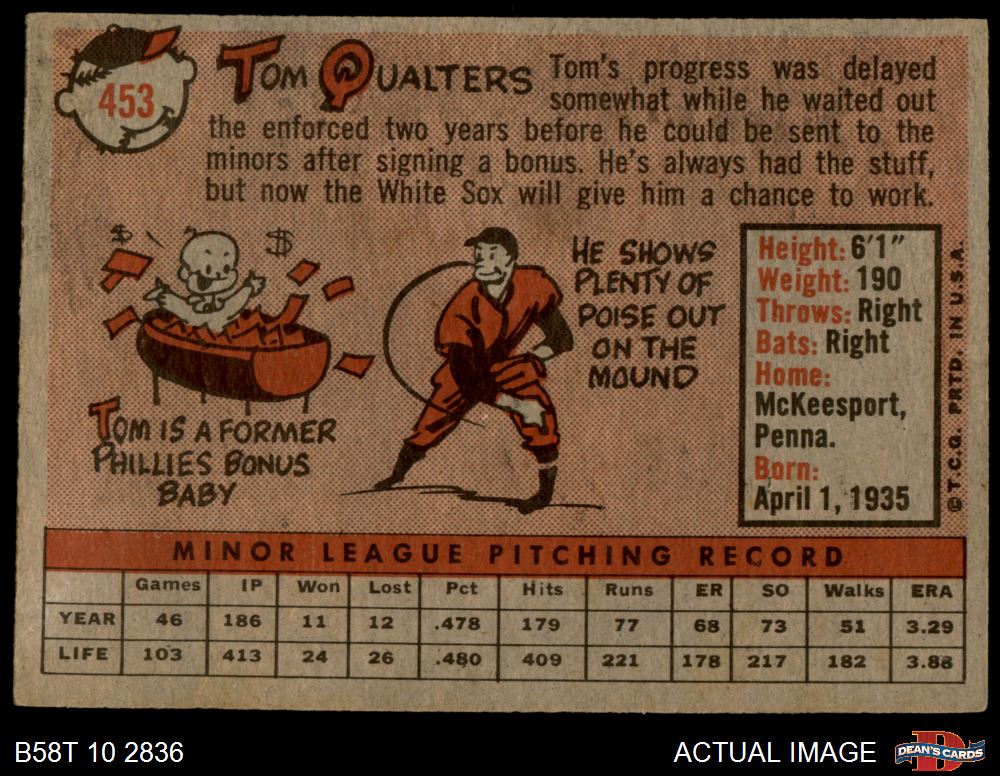 453
TOM QUALTERS
Tom's progress was delayed
somewhat while he waited out
the enforced two years before he could be sent to the
minors after signing a bonus. He's always had the stuff,
but now the White Sox will give him a chance to work.
$ $
TOM IS A FORMER
PHILLIES BONUS
BABY
HE SHOWS
PLENTY OF
POISE OUT
ON THE
MOUND
Height: 6'1"
Weight: 190
Throws: Right
Bats: Right
Home:
McKeesport,
Penna.
Born:
April 1, 1935
© T.C.G. PRTD. IN U.S.A.
MINOR LEAGUE PITCHING RECORD
Games IP Won Lost Pct Hits Runs ER SO Walks ERA
YEAR 46 186 11 12 .478 179 77 68 73 51 3.29
LIFE 103 413 24 26 .480 409 221 178 217 182 3.88
B58T 10 2836
ACTUAL IMAGE
DEAN'S CARDS